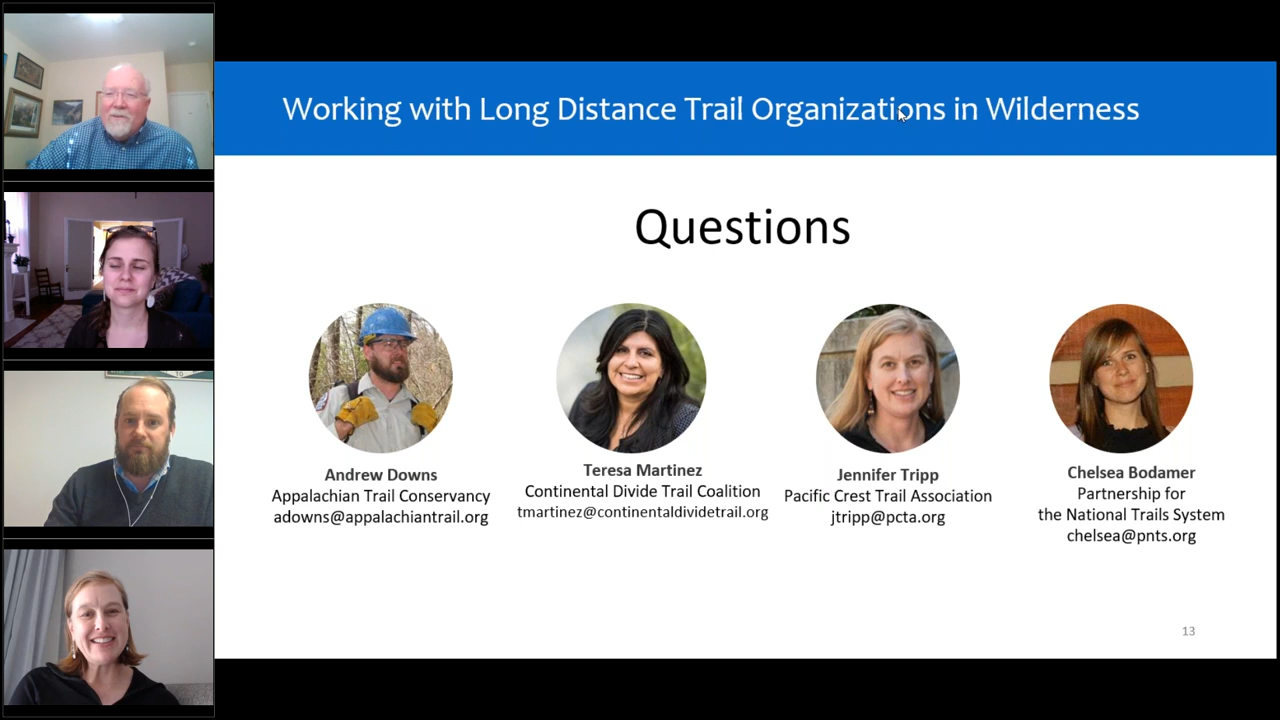 Working with Long Distance Trail Organizations in Wilderness
Questions
Andrew Downs
Appalachian Trail Conservancy
adowns@appalachiantrail.org
Teresa Martinez
Continental Divide Trail Coalition
tmartinez@continentaldividetrail.org
Jennifer Tripp
Pacific Crest Trail Association
jtripp@pcta.org
Chelsea Bodamer
Partnership for
the National Trails System
chelsea@pnts.org
13